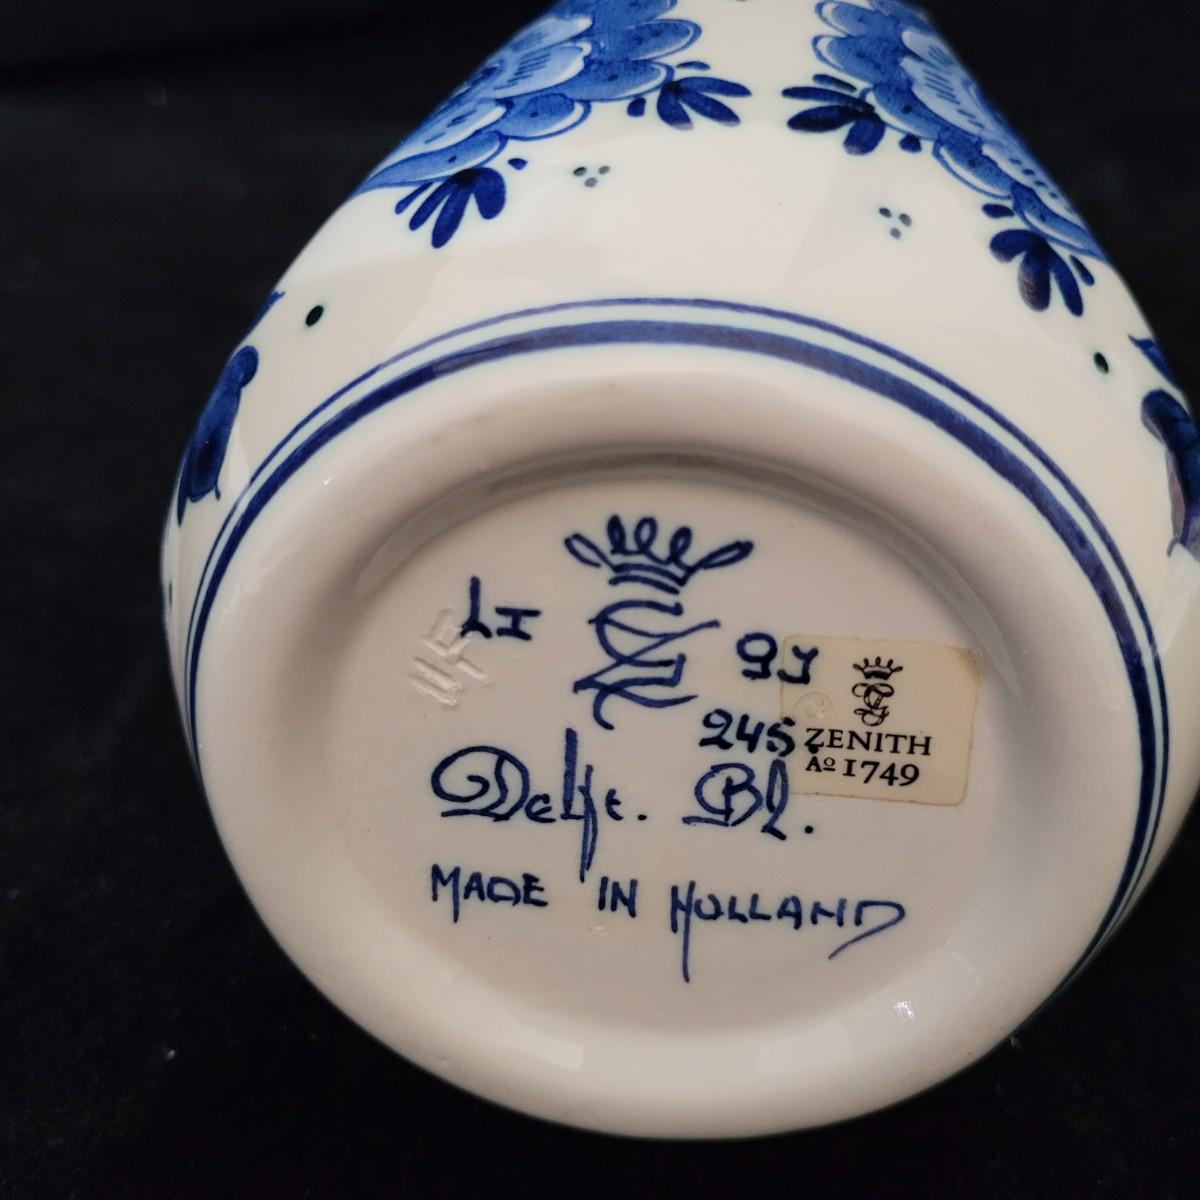 LI 9J
245.
Delft. Bl.
MADE IN HOLLAND
ZENITH
Aº 1749